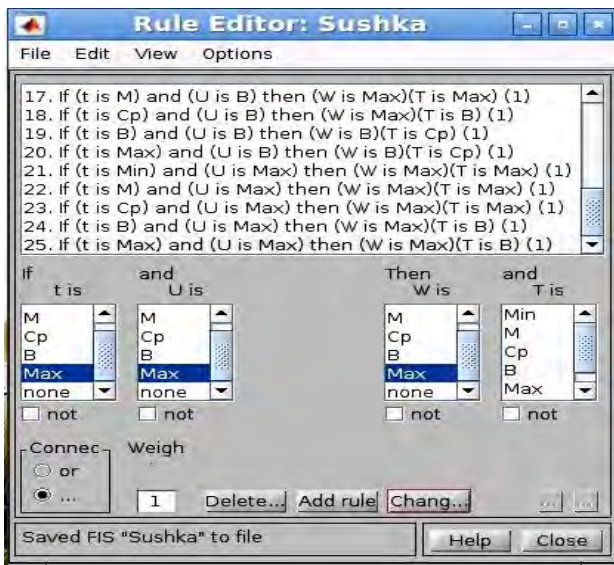 Rule Editor: Sushka
File Edit View Options
17. If (t is M) and (U is B) then (W is Max)(T is Max) (1)
18. If (t is Cp) and (U is B) then (W is Max)(T is B) (1)
19. If (t is B) and (U is B) then (W is B)(T is Cp) (1)
20. If (t is Max) and (U is B) then (W is B)(T is Cp) (1)
21. If (t is Min) and (U is Max) then (W is Max)(T is Max) (1)
22. If (t is M) and (U is Max) then (W is Max)(T is Max) (1)
23. If (t is Cp) and (U is Max) then (W is Max)(T is Max) (1)
24. If (t is B) and (U is Max) then (W is Max)(T is B) (1)
25. If (t is Max) and (U is Max) then (W is Max)(T is B) (1)
If and Then and
t is U is W is T is
M M M Min
Cp Cp Cp M
B B B Cp
Max Max Max B
none none none Max
not not not not
Connec Weigh
or
... 1 Delete... Add rule Chang... ... ...
Saved FIS "Sushka" to file Help Close